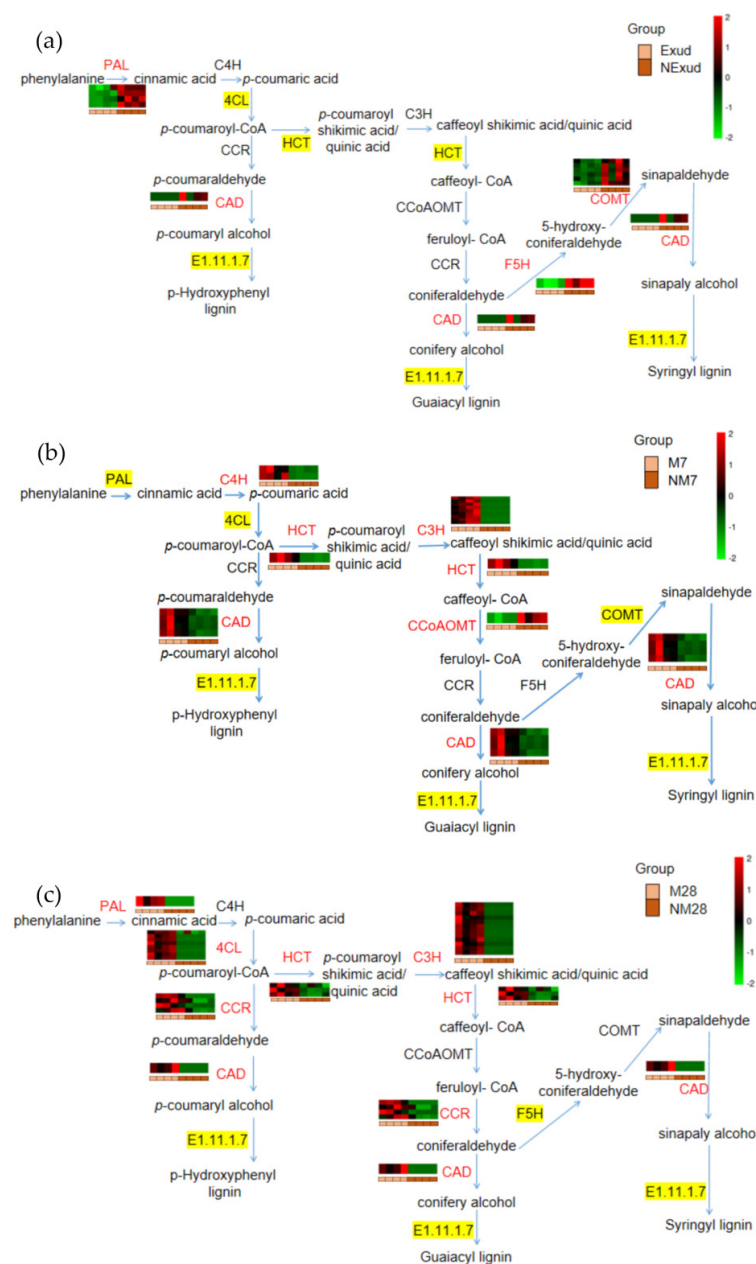 (a)
Group
Exud
NExud
2
1
0
-1
-2
PAL
C4H
phenylalanine
cinnamic acid
p-coumaric acid
4CL
p-coumaroyl-CoA
HCT
p-coumaroyl
shikimic acid/
quinic acid
C3H
caffeoyl shikimic acid/quinic acid
CCR
HCT
p-coumaraldehyde
caffeoyl- CoA
sinapaldehyde
COMT
CAD
CCoAOMT
5-hydroxy-
coniferaldehyde
CAD
p-coumaryl alcohol
feruloyl- CoA
E1.11.1.7
CCR
F5H
p-Hydroxyphenyl
lignin
coniferaldehyde
sinapaly alcohol
CAD
conifery alcohol
E1.11.1.7
E1.11.1.7
Syringyl lignin
Guaiacyl lignin
(b)
Group
M7
NM7
2
1
0
-1
-2
PAL
C4H
phenylalanine
cinnamic acid
p-coumaric acid
4CL
p-coumaroyl-CoA
HCT
p-coumaroyl
shikimic acid/
quinic acid
C3H
caffeoyl shikimic acid/quinic acid
CCR
HCT
p-coumaraldehyde
caffeoyl- CoA
sinapaldehyde
CAD
CCoAOMT
COMT
p-coumaryl alcohol
feruloyl- CoA
5-hydroxy-
coniferaldehyde
E1.11.1.7
CCR
F5H
CAD
p-Hydroxyphenyl
lignin
coniferaldehyde
sinapaly alcoho
CAD
conifery alcohol
E1.11.1.7
E1.11.1.7
Syringyl lignin
Guaiacyl lignin
(c)
Group
M28
NM28
2
1
0
-1
-2
PAL
C4H
phenylalanine
cinnamic acid
p-coumaric acid
4CL
p-coumaroyl-CoA
HCT
p-coumaroyl
shikimic acid/
quinic acid
C3H
caffeoyl shikimic acid/quinic acid
CCR
HCT
p-coumaraldehyde
caffeoyl- CoA
COMT
sinapaldehyde
CAD
CCoAOMT
p-coumaryl alcohol
feruloyl- CoA
5-hydroxy-
coniferaldehyde
CAD
E1.11.1.7
CCR
F5H
p-Hydroxyphenyl
lignin
coniferaldehyde
sinapaly alcoho
CAD
conifery alcohol
E1.11.1.7
E1.11.1.7
Syringyl lignin
Guaiacyl lignin